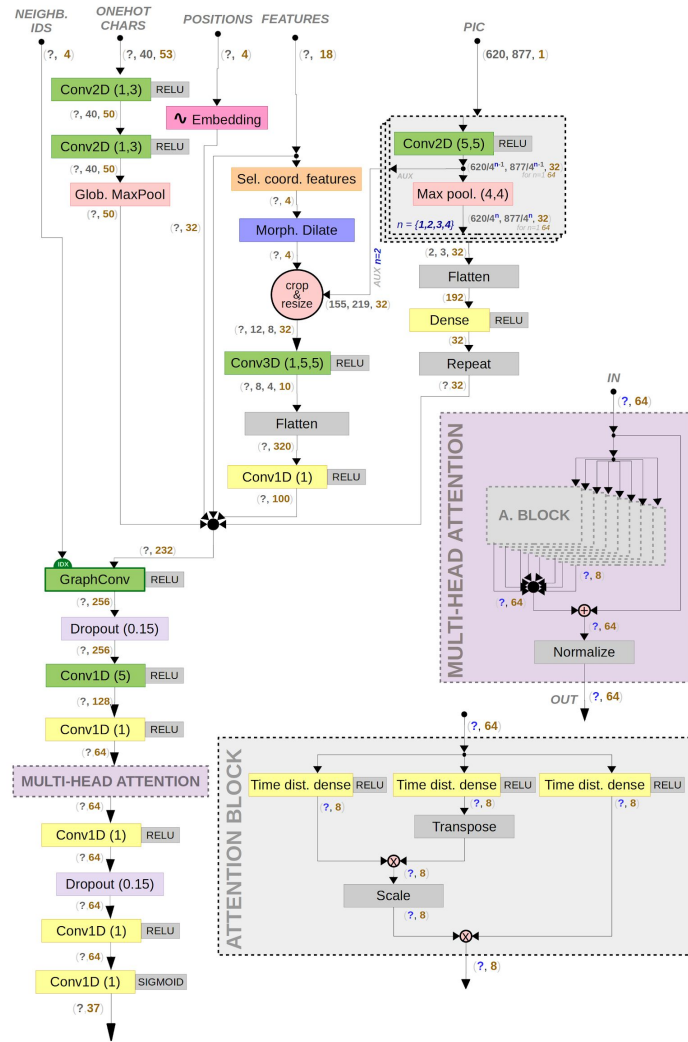 NEIGHB. IDS
ONEHOT CHARS
POSITIONS
FEATURES
PIC
(?, 4)
(?, 40, 53)
(?, 4)
(?, 18)
(620, 877, 1)
Conv2D (1,3) RELU
(?, 40, 50)
Conv2D (1,3) RELU
(?, 40, 50)
Glob. MaxPool
(?, 50)
∿ Embedding
(?, 32)
Sel. coord. features
(?, 4)
Morph. Dilate
(?, 4)
crop & resize
(?, 12, 8, 32)
Conv3D (1,5,5) RELU
(?, 8, 4, 10)
Flatten
(?, 320)
Conv1D (1) RELU
(?, 100)
Conv2D (5,5) RELU
620/4^n-1, 877/4^n-1, 32
for n=1 64
AUX
Max pool. (4,4)
(620/4^n, 877/4^n, 32)
for n=1 64
n = {1,2,3,4}
AUX n=2
(155, 219, 32)
(2, 3, 32)
Flatten
(192)
Dense RELU
(32)
Repeat
(? 32)
(?, 232)
IDX
GraphConv RELU
(?, 256)
Dropout (0.15)
(?, 256)
Conv1D (5) RELU
(?, 128)
Conv1D (1) RELU
(? 64)
MULTI-HEAD ATTENTION
(?, 64)
Conv1D (1) RELU
(?, 64)
Dropout (0.15)
(?, 64)
Conv1D (1) RELU
(?, 64)
Conv1D (1) SIGMOID
(?,37)
MULTI-HEAD ATTENTION
IN
(?, 64)
A. BLOCK
(?, 8)
(?, 64)
+
(?, 64)
Normalize
OUT
(?, 64)
ATTENTION BLOCK
(?, 64)
Time dist. dense RELU
Time dist. dense RELU
Time dist. dense RELU
(?, 8)
(?, 8)
(?, 8)
Transpose
X
(?, 8)
Scale
(?, 8)
X
(?, 8)